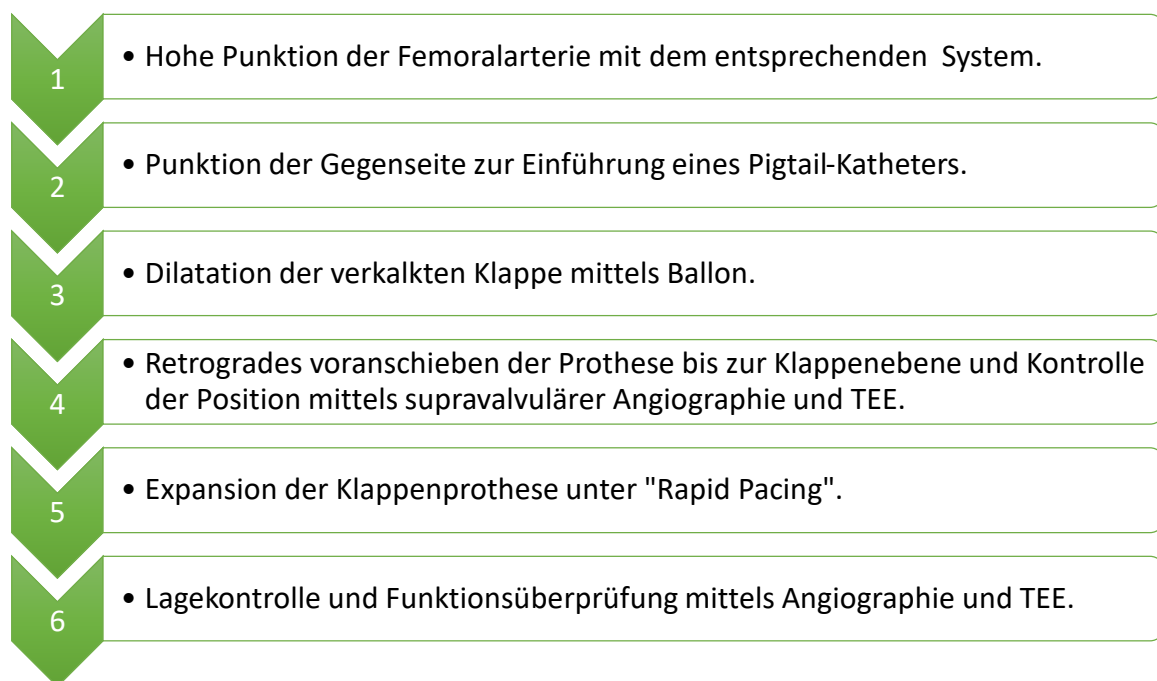 1
• Hohe Punktion der Femoralarterie mit dem entsprechenden  System.
2
• Punktion der Gegenseite zur Einführung eines Pigtail-Katheters.
3
• Dilatation der verkalkten Klappe mittels Ballon.
4
• Retrogrades voranschieben der Prothese bis zur Klappenebene und Kontrolle
der Position mittels supravalvulärer Angiographie und TEE.
5
• Expansion der Klappenprothese unter "Rapid Pacing".
6
• Lagekontrolle und Funktionsüberprüfung mittels Angiographie und TEE.